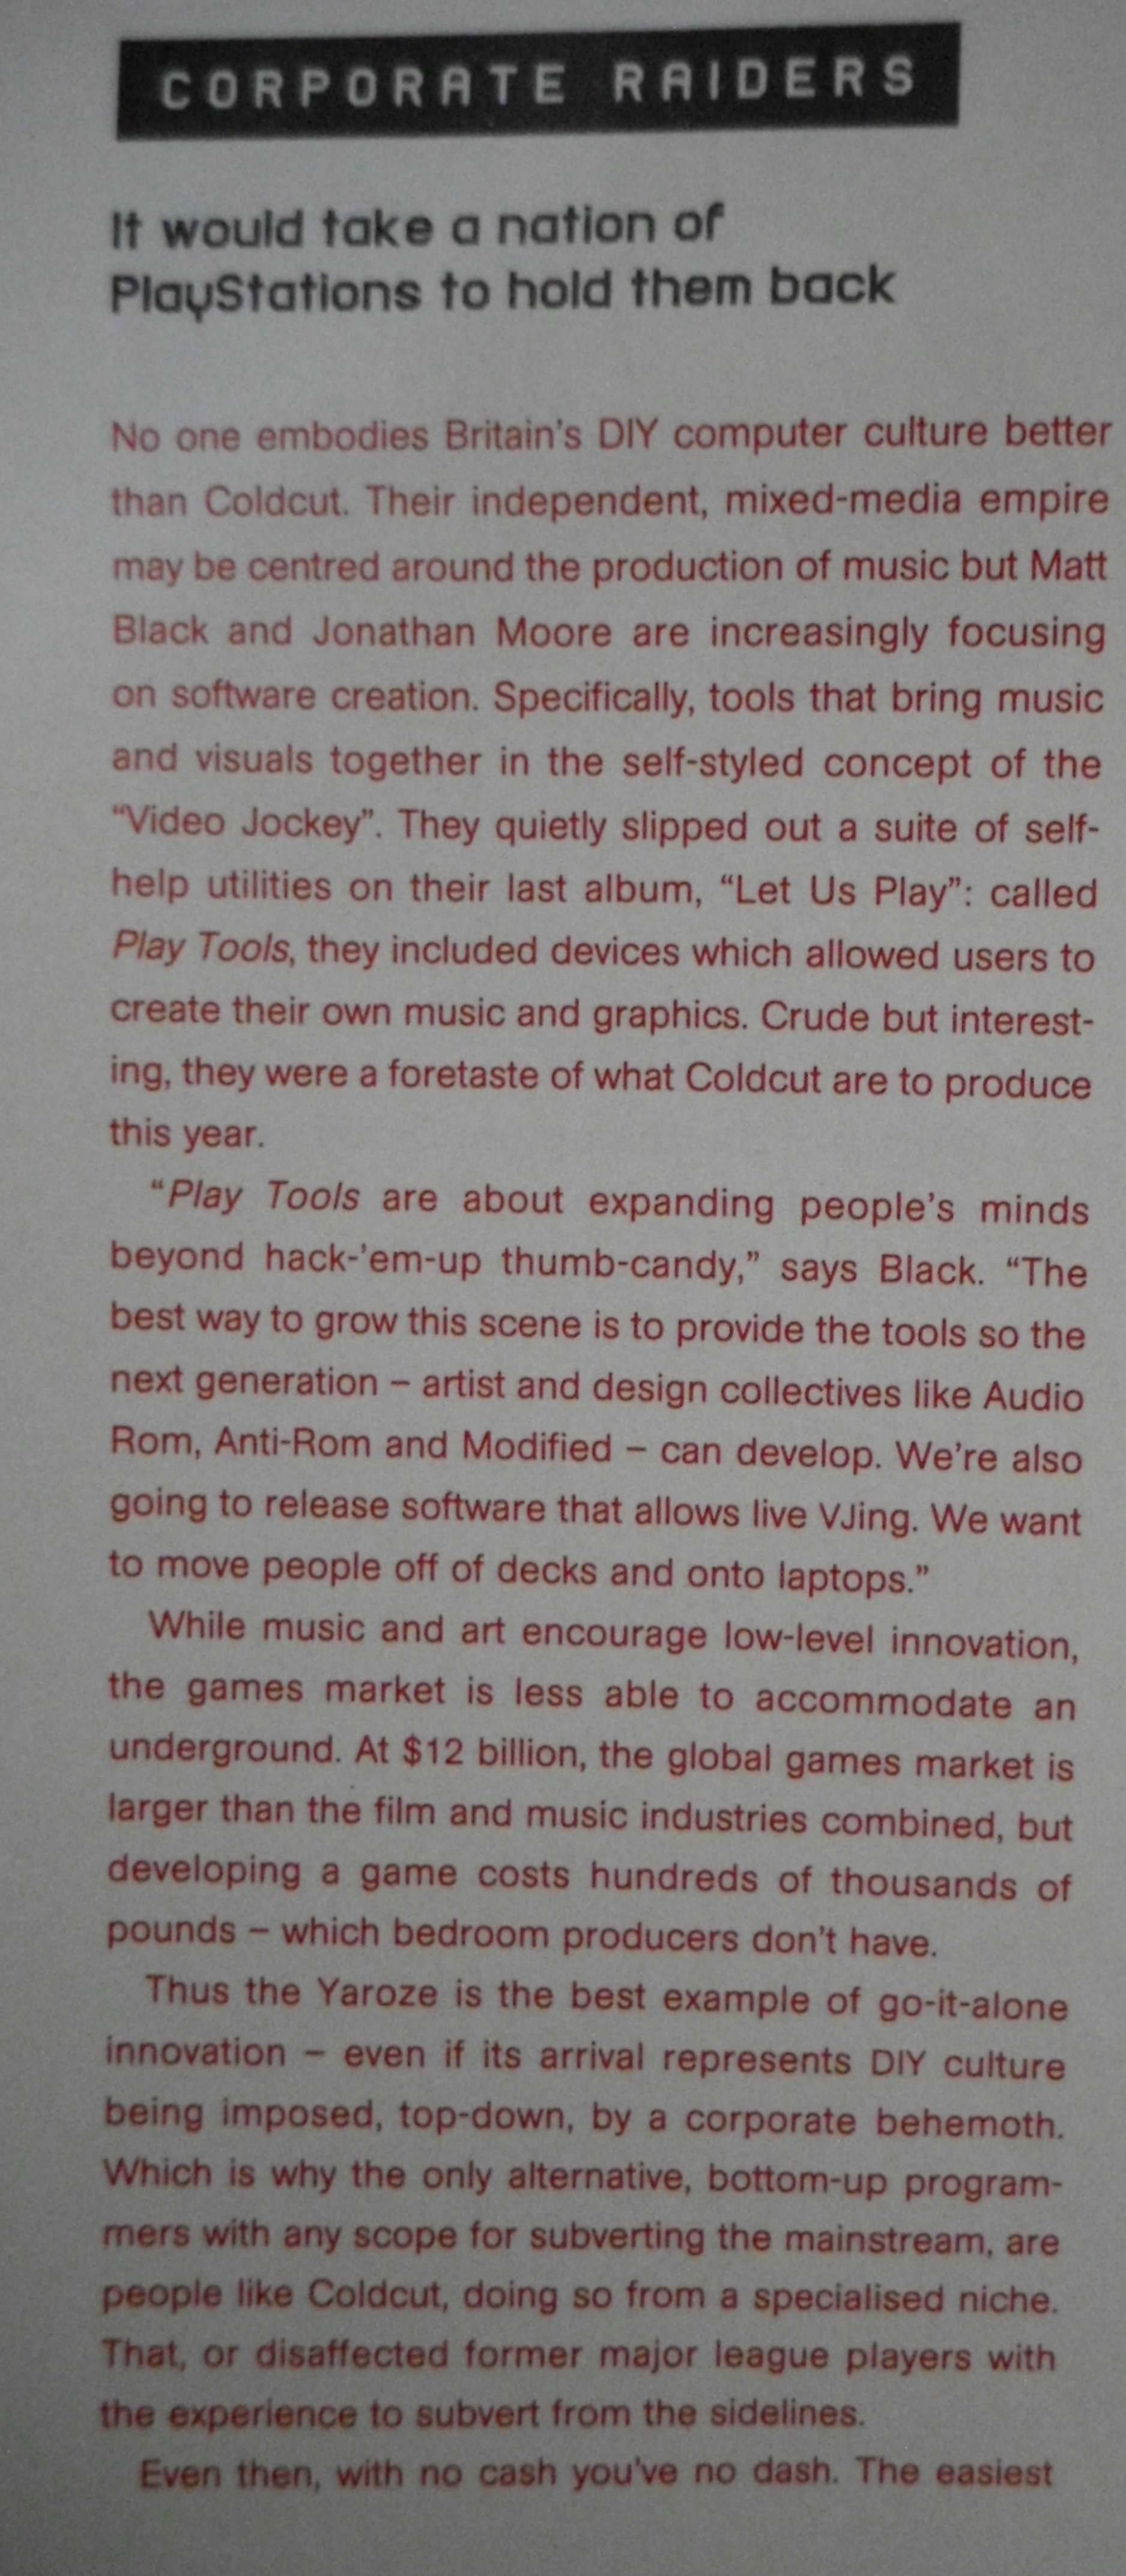 CORPORATE RAIDERS
It would take a nation of
PlayStations to hold them back
No one embodies Britain's DIY computer culture better
than Coldcut. Their independent, mixed-media empire
may be centred around the production of music but Matt
Black and Jonathan Moore are increasingly focusing
on software creation. Specifically, tools that bring music
and visuals together in the self-styled concept of the
“Video Jockey”. They quietly slipped out a suite of self-
help utilities on their last album, “Let Us Play”: called
Play Tools, they included devices which allowed users to
create their own music and graphics. Crude but interest-
ing, they were a foretaste of what Coldcut are to produce
this year.
“Play Tools are about expanding people’s minds
beyond hack-’em-up thumb-candy,” says Black. “The
best way to grow this scene is to provide the tools so the
next generation – artist and design collectives like Audio
Rom, Anti-Rom and Modified – can develop. We’re also
going to release software that allows live VJing. We want
to move people off of decks and onto laptops.”
While music and art encourage low-level innovation,
the games market is less able to accommodate an
underground. At $12 billion, the global games market is
larger than the film and music industries combined, but
developing a game costs hundreds of thousands of
pounds – which bedroom producers don’t have.
Thus the Yaroze is the best example of go-it-alone
innovation – even if its arrival represents DIY culture
being imposed, top-down, by a corporate behemoth.
Which is why the only alternative, bottom-up program-
mers with any scope for subverting the mainstream, are
people like Coldcut, doing so from a specialised niche.
That, or disaffected former major league players with
the experience to subvert from the sidelines.
Even then, with no cash you’ve no dash. The easiest